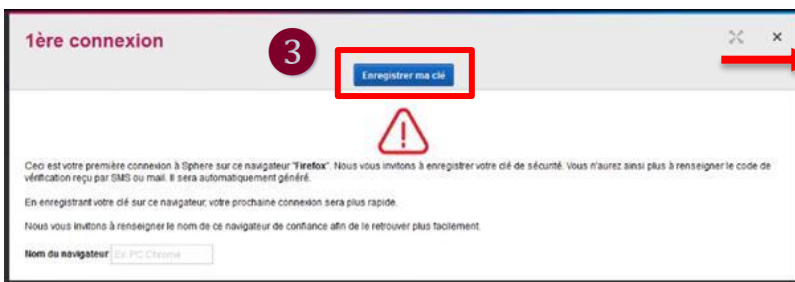 1ère connexion
3
Enregistrer ma clé
Ceci est votre première connexion à Sphere sur ce navigateur "Firefox". Nous vous invitons à enregistrer votre clé de sécurité. Vous n'aurez ainsi plus à renseigner le code de
vérification reçu par SMS ou mail. Il sera automatiquement généré.
En enregistrant votre clé sur ce navigateur, votre prochaine connexion sera plus rapide.
Nous vous invitons à renseigner le nom de ce navigateur de confiance afin de le retrouver plus facilement.
Nom du navigateur Ex: PC Chrome